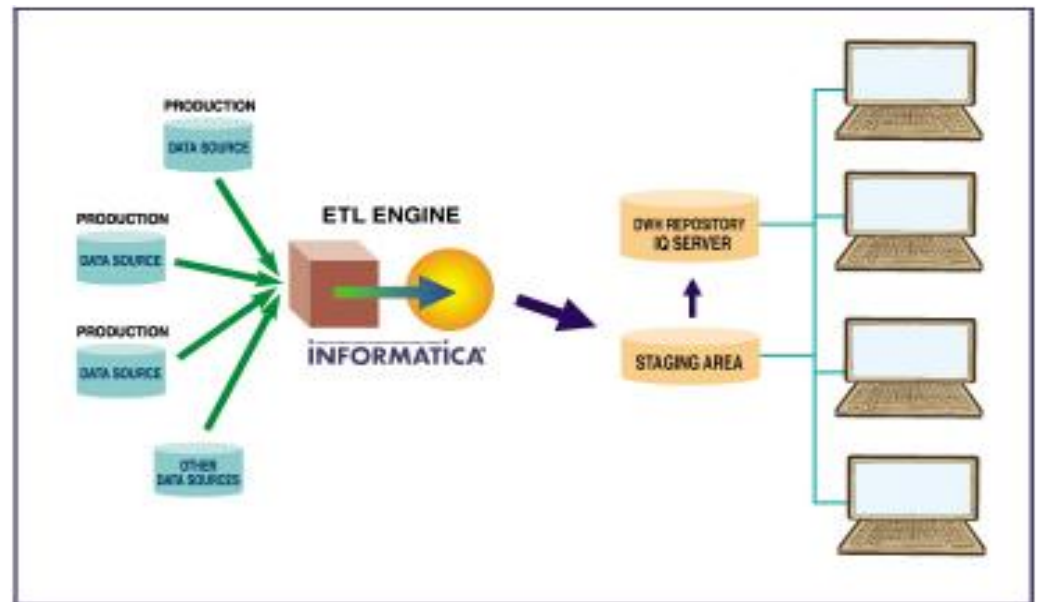 PRODUCTION
DATA SOURCE
PRODUCTION
DATA SOURCE
PRODUCTION
DATA SOURCE
OTHER
DATA SOURCES
ETL ENGINE
INFORMATICA
DWH REPOSITORY
IQ SERVER
STAGING AREA